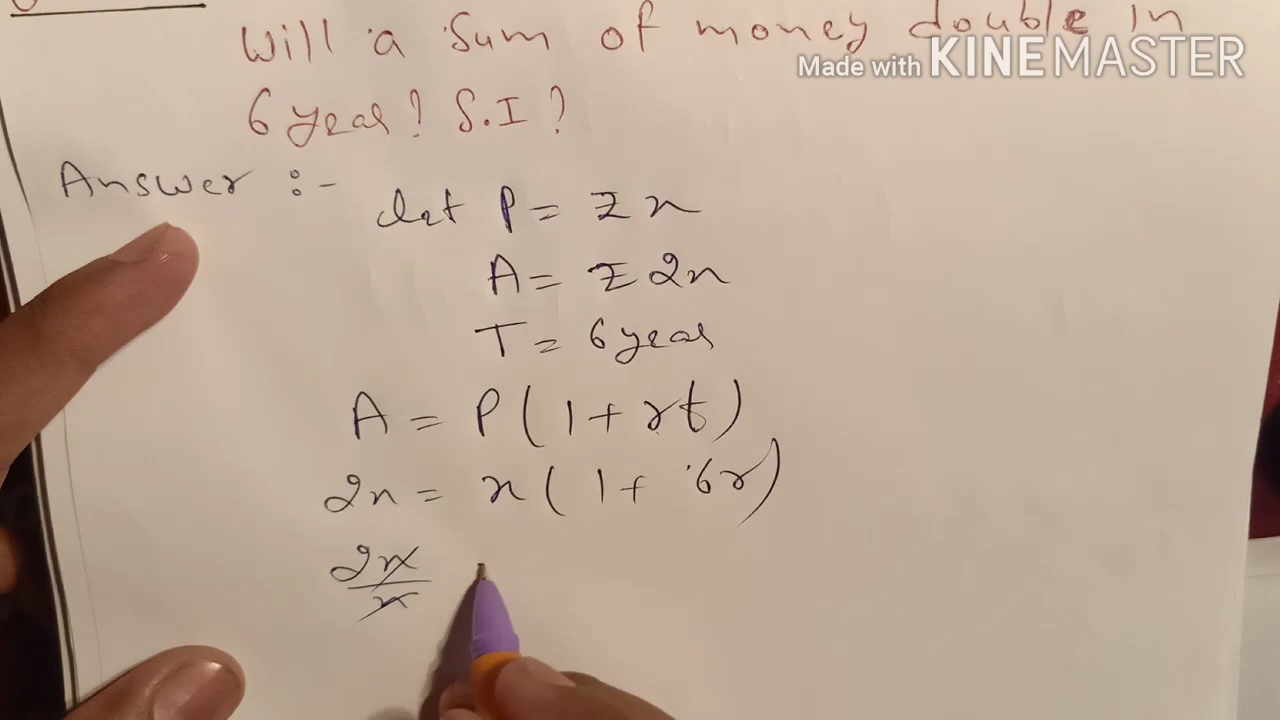 Will a Sum of money double in
Made with KINEMASTER
6 year? S.I?
Answer :-
let P = ₹ x
A = ₹ 2x
T = 6 year
A = P(1+rt)
2x = x(1+6r)
2x/x